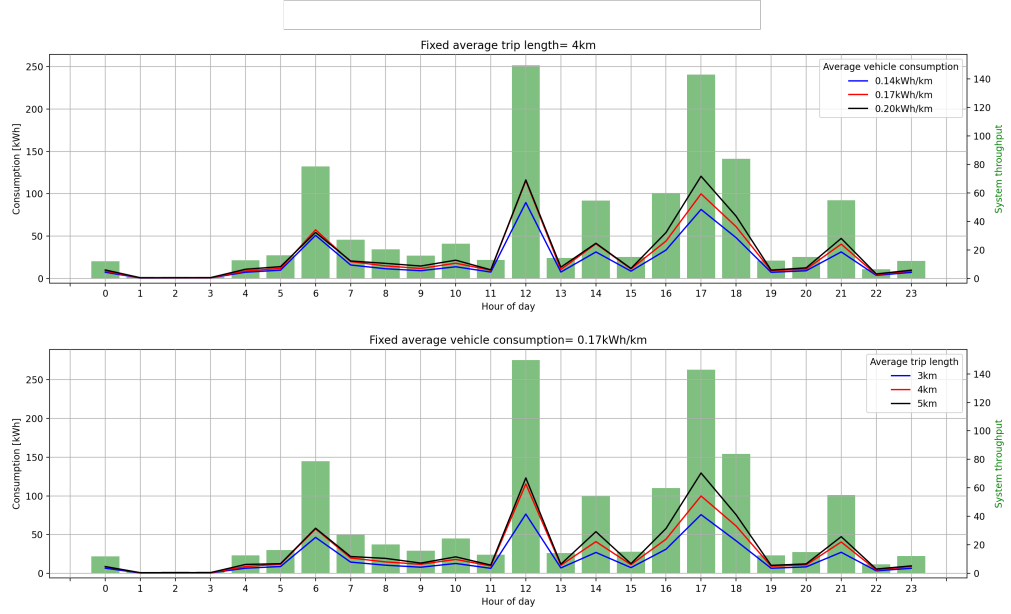 Fixed average trip length= 4km
Consumption [kWh]
250
200
150
100
50
0
Average vehicle consumption
0.14kWh/km
0.17kWh/km
0.20kWh/km
140
120
100
80
60
40
20
0
System throughput
0 1 2 3 4 5 6 7 8 9 10 11 12 13 14 15 16 17 18 19 20 21 22 23
Hour of day
Fixed average vehicle consumption= 0.17kWh/km
Consumption [kWh]
250
200
150
100
50
0
Average trip length
3km
4km
5km
140
120
100
80
60
40
20
0
System throughput
0 1 2 3 4 5 6 7 8 9 10 11 12 13 14 15 16 17 18 19 20 21 22 23
Hour of day